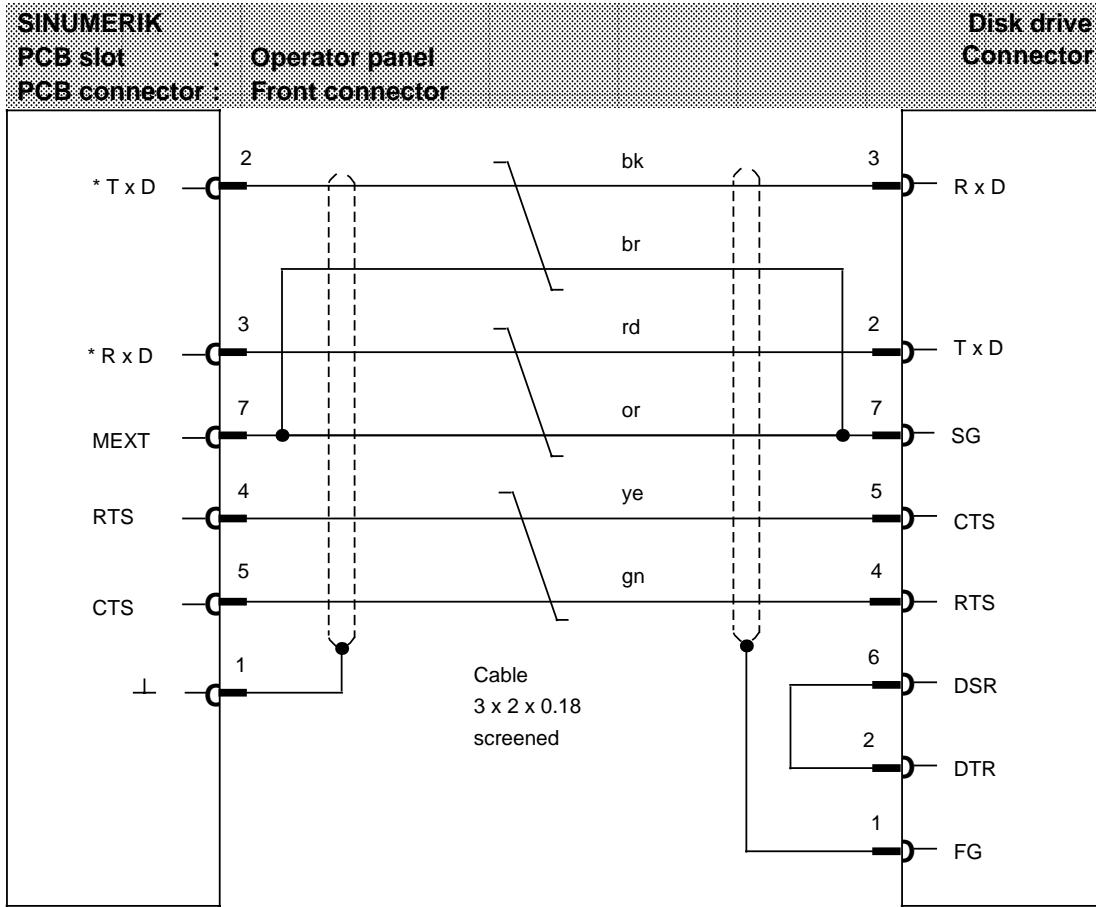 SINUMERIK Disk drive
PCB slot : Operator panel Connector
PCB connector : Front connector
2 bk 3
* T x D R x D
br
3 rd 2
* R x D T x D
7 or 7
MEXT SG
4 ye 5
RTS CTS
5 gn 4
CTS RTS
1 6
Cable DSR
3 x 2 x 0.18
screened 2
DTR
1
FG